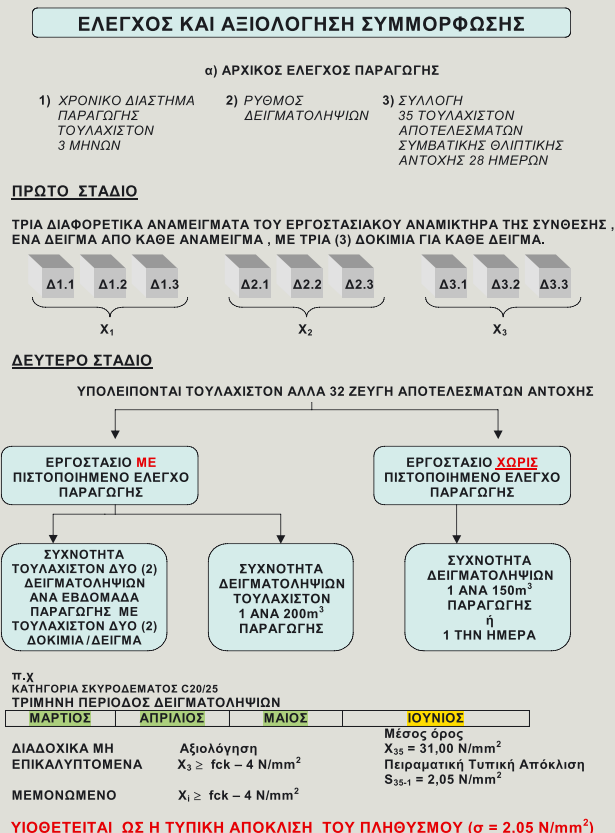 ΕΛΕΓΧΟΣ ΚΑΙ ΑΞΙΟΛΟΓΗΣΗ ΣΥΜΜΟΡΦΩΣΗΣ
α) ΑΡΧΙΚΟΣ ΕΛΕΓΧΟΣ ΠΑΡΑΓΩΓΗΣ
1) ΧΡΟΝΙΚΟ ΔΙΑΣΤΗΜΑ
ΠΑΡΑΓΩΓΗΣ
ΤΟΥΛΑΧΙΣΤΟΝ
3 ΜΗΝΩΝ
2) ΡΥΘΜΟΣ
ΔΕΙΓΜΑΤΟΛΗΨΙΩΝ
3) ΣΥΛΛΟΓΗ
35 ΤΟΥΛΑΧΙΣΤΟΝ
ΑΠΟΤΕΛΕΣΜΑΤΩΝ
ΣΥΜΒΑΤΙΚΗΣ ΘΛΙΠΤΙΚΗΣ
ΑΝΤΟΧΗΣ 28 ΗΜΕΡΩΝ
ΠΡΩΤΟ ΣΤΑΔΙΟ
ΤΡΙΑ ΔΙΑΦΟΡΕΤΙΚΑ ΑΝΑΜΕΙΓΜΑΤΑ ΤΟΥ ΕΡΓΟΣΤΑΣΙΑΚΟΥ ΑΝΑΜΙΚΤΗΡΑ ΤΗΣ ΣΥΝΘΕΣΗΣ ,
ΕΝΑ ΔΕΙΓΜΑ ΑΠΟ ΚΑΘΕ ΑΝΑΜΕΙΓΜΑ , ΜΕ ΤΡΙΑ (3) ΔΟΚΙΜΙΑ ΓΙΑ ΚΑΘΕ ΔΕΙΓΜΑ.
Δ1.1 Δ1.2 Δ1.3 Δ2.1 Δ2.2 Δ2.3 Δ3.1 Δ3.2 Δ3.3
Χ₁ Χ₂ Χ₃
ΔΕΥΤΕΡΟ ΣΤΑΔΙΟ
ΥΠΟΛΕΙΠΟΝΤΑΙ ΤΟΥΛΑΧΙΣΤΟΝ ΑΛΛΑ 32 ΖΕΥΓΗ ΑΠΟΤΕΛΕΣΜΑΤΩΝ ΑΝΤΟΧΗΣ
ΕΡΓΟΣΤΑΣΙΟ ΜΕ
ΠΙΣΤΟΠΟΙΗΜΕΝΟ ΕΛΕΓΧΟ
ΠΑΡΑΓΩΓΗΣ
ΕΡΓΟΣΤΑΣΙΟ ΧΩΡΙΣ
ΠΙΣΤΟΠΟΙΗΜΕΝΟ ΕΛΕΓΧΟ
ΠΑΡΑΓΩΓΗΣ
ΣΥΧΝΟΤΗΤΑ
ΤΟΥΛΑΧΙΣΤΟΝ ΔΥΟ (2)
ΔΕΙΓΜΑΤΟΛΗΨΙΩΝ
ΑΝΑ ΕΒΔΟΜΑΔΑ
ΠΑΡΑΓΩΓΗΣ ΜΕ
ΤΟΥΛΑΧΙΣΤΟΝ ΔΥΟ (2)
ΔΟΚΙΜΙΑ/ΔΕΙΓΜΑ
ΣΥΧΝΟΤΗΤΑ
ΔΕΙΓΜΑΤΟΛΗΨΙΩΝ
ΤΟΥΛΑΧΙΣΤΟΝ
1 ΑΝΑ 200m³
ΠΑΡΑΓΩΓΗΣ
ΣΥΧΝΟΤΗΤΑ
ΔΕΙΓΜΑΤΟΛΗΨΙΩΝ
1 ΑΝΑ 150m³
ΠΑΡΑΓΩΓΗΣ
ή
1 ΤΗΝ ΗΜΕΡΑ
π.χ
ΚΑΤΗΓΟΡΙΑ ΣΚΥΡΟΔΕΜΑΤΟΣ C20/25
ΤΡΙΜΗΝΗ ΠΕΡΙΟΔΟΣ ΔΕΙΓΜΑΤΟΛΗΨΙΩΝ
ΜΑΡΤΙΟΣ ΑΠΡΙΛΙΟΣ ΜΑΙΟΣ ΙΟΥΝΙΟΣ
Μέσος όρος
ΔΙΑΔΟΧΙΚΑ ΜΗ Αξιολόγηση Χ₃₅ = 31,00 N/mm²
ΕΠΙΚΑΛΥΠΤΟΜΕΝΑ Χ₃ ≥ fck – 4 N/mm² Πειραματική Τυπική Απόκλιση
S₃₅₋₁ = 2,05 N/mm²
ΜΕΜΟΝΩΜΕΝΟ Χᵢ ≥ fck – 4 N/mm²
ΥΙΟΘΕΤΕΙΤΑΙ ΩΣ Η ΤΥΠΙΚΗ ΑΠΟΚΛΙΣΗ ΤΟΥ ΠΛΗΘΥΣΜΟΥ (σ = 2,05 N/mm²)